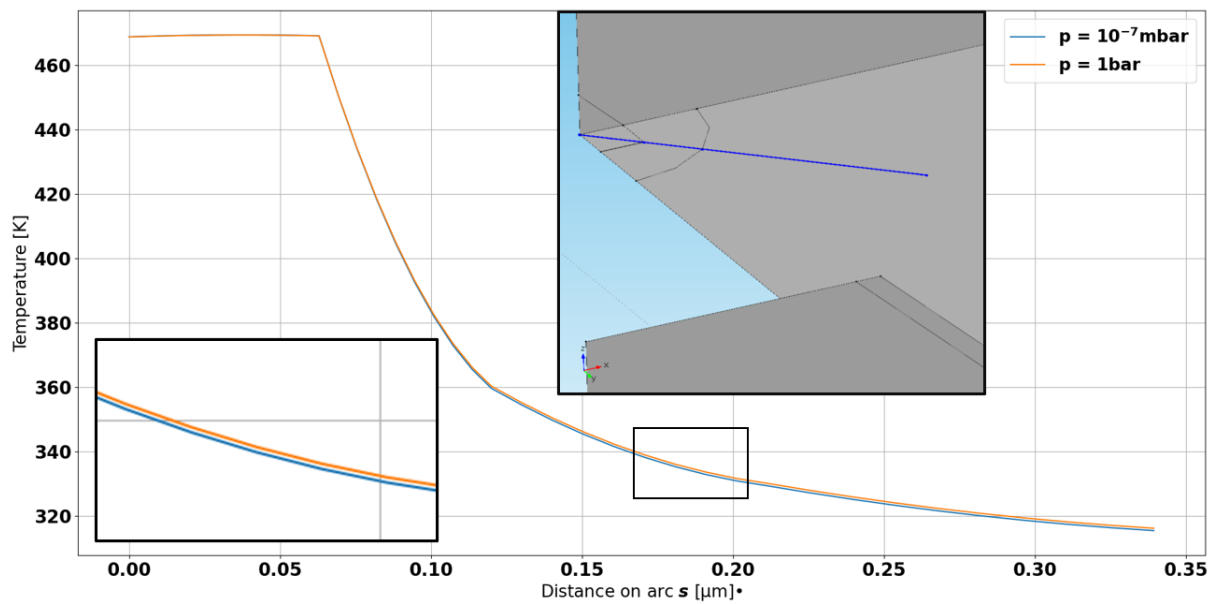 p = 10⁻⁷mbar
p = 1bar
Temperature [K]
460
440
420
400
380
360
340
320
z
x
y
0.00 0.05 0.10 0.15 0.20 0.25 0.30 0.35
Distance on arc s [µm]•